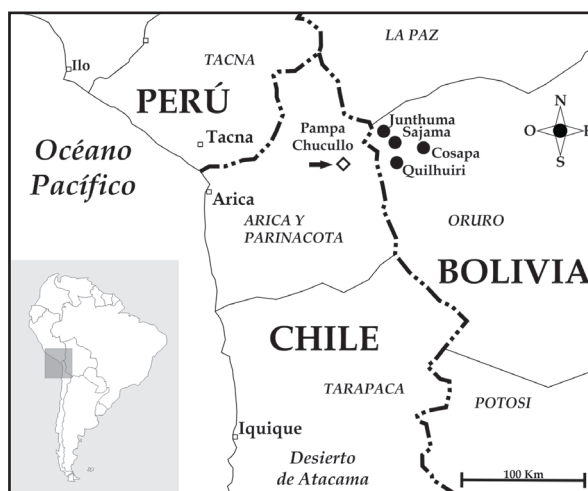 LA PAZ
Ilo
TACNA
PERÚ
Junthuma
Sajama
Cosapa
Quilhuiri
N
O
E
S
Tacna
Pampa
Chucullo
Océano
Pacífico
Arica
ARICA Y
PARINACOTA
ORURO
BOLIVIA
CHILE
TARAPACA
POTOSI
Iquique
Desierto
de Atacama
100 Km